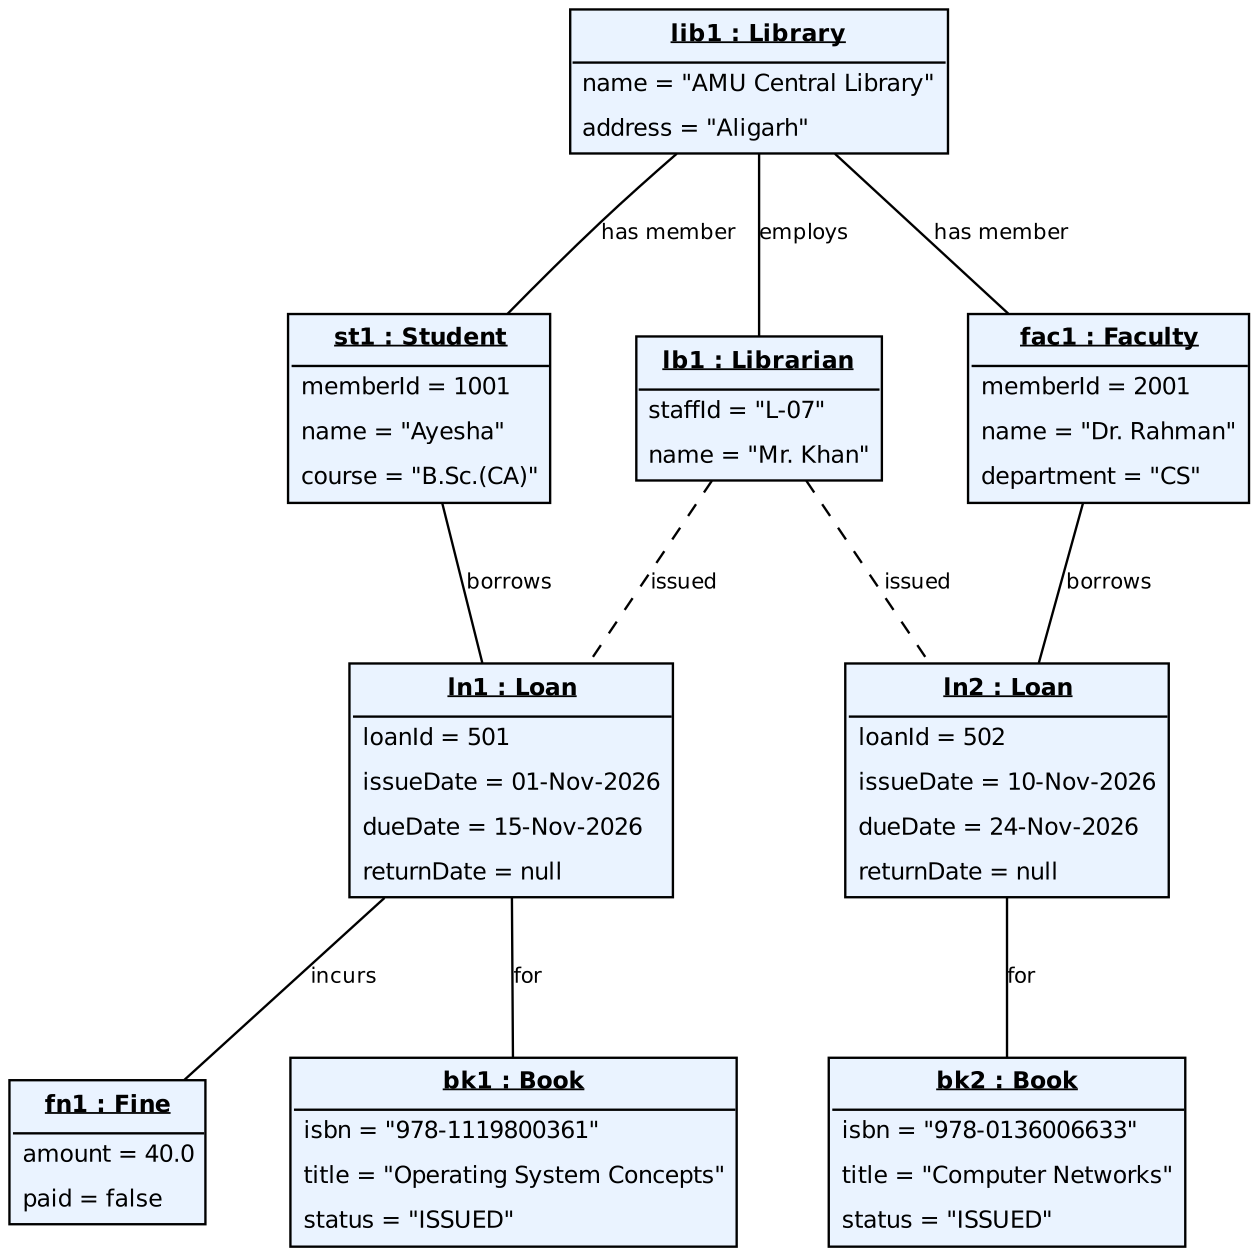 lib1 : Library
name = "AMU Central Library"
address = "Aligarh"
has member
employs
has member
st1 : Student
memberId = 1001
name = "Ayesha"
course = "B.Sc.(CA)"
lb1 : Librarian
staffId = "L-07"
name = "Mr. Khan"
fac1 : Faculty
memberId = 2001
name = "Dr. Rahman"
department = "CS"
borrows
issued
issued
borrows
ln1 : Loan
loanId = 501
issueDate = 01-Nov-2026
dueDate = 15-Nov-2026
returnDate = null
ln2 : Loan
loanId = 502
issueDate = 10-Nov-2026
dueDate = 24-Nov-2026
returnDate = null
incurs
for
for
fn1 : Fine
amount = 40.0
paid = false
bk1 : Book
isbn = "978-1119800361"
title = "Operating System Concepts"
status = "ISSUED"
bk2 : Book
isbn = "978-0136006633"
title = "Computer Networks"
status = "ISSUED"